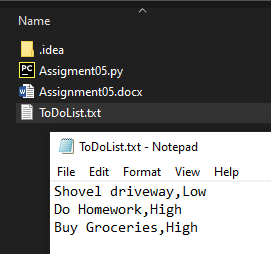 Name
.idea
PC Assigment05.py
W Assignment05.docx
ToDoList.txt
ToDoList.txt - Notepad
File Edit Format View Help
Shovel driveway,Low
Do Homework,High
Buy Groceries,High